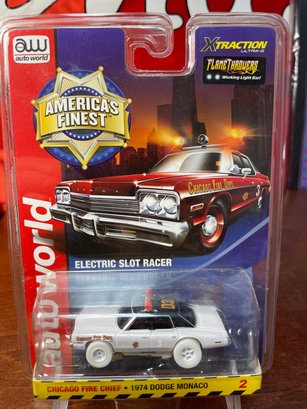 aw
auto world
XTRACTION
ULTRA-G
FLAMETHROWERS
Working Light Bar!
AMERICA'S
FINEST
CHICAGO FIRE DEPT.
ELECTRIC SLOT RACER
auto world
CHICAGO FIRE CHIEF • 1974 DODGE MONACO
2